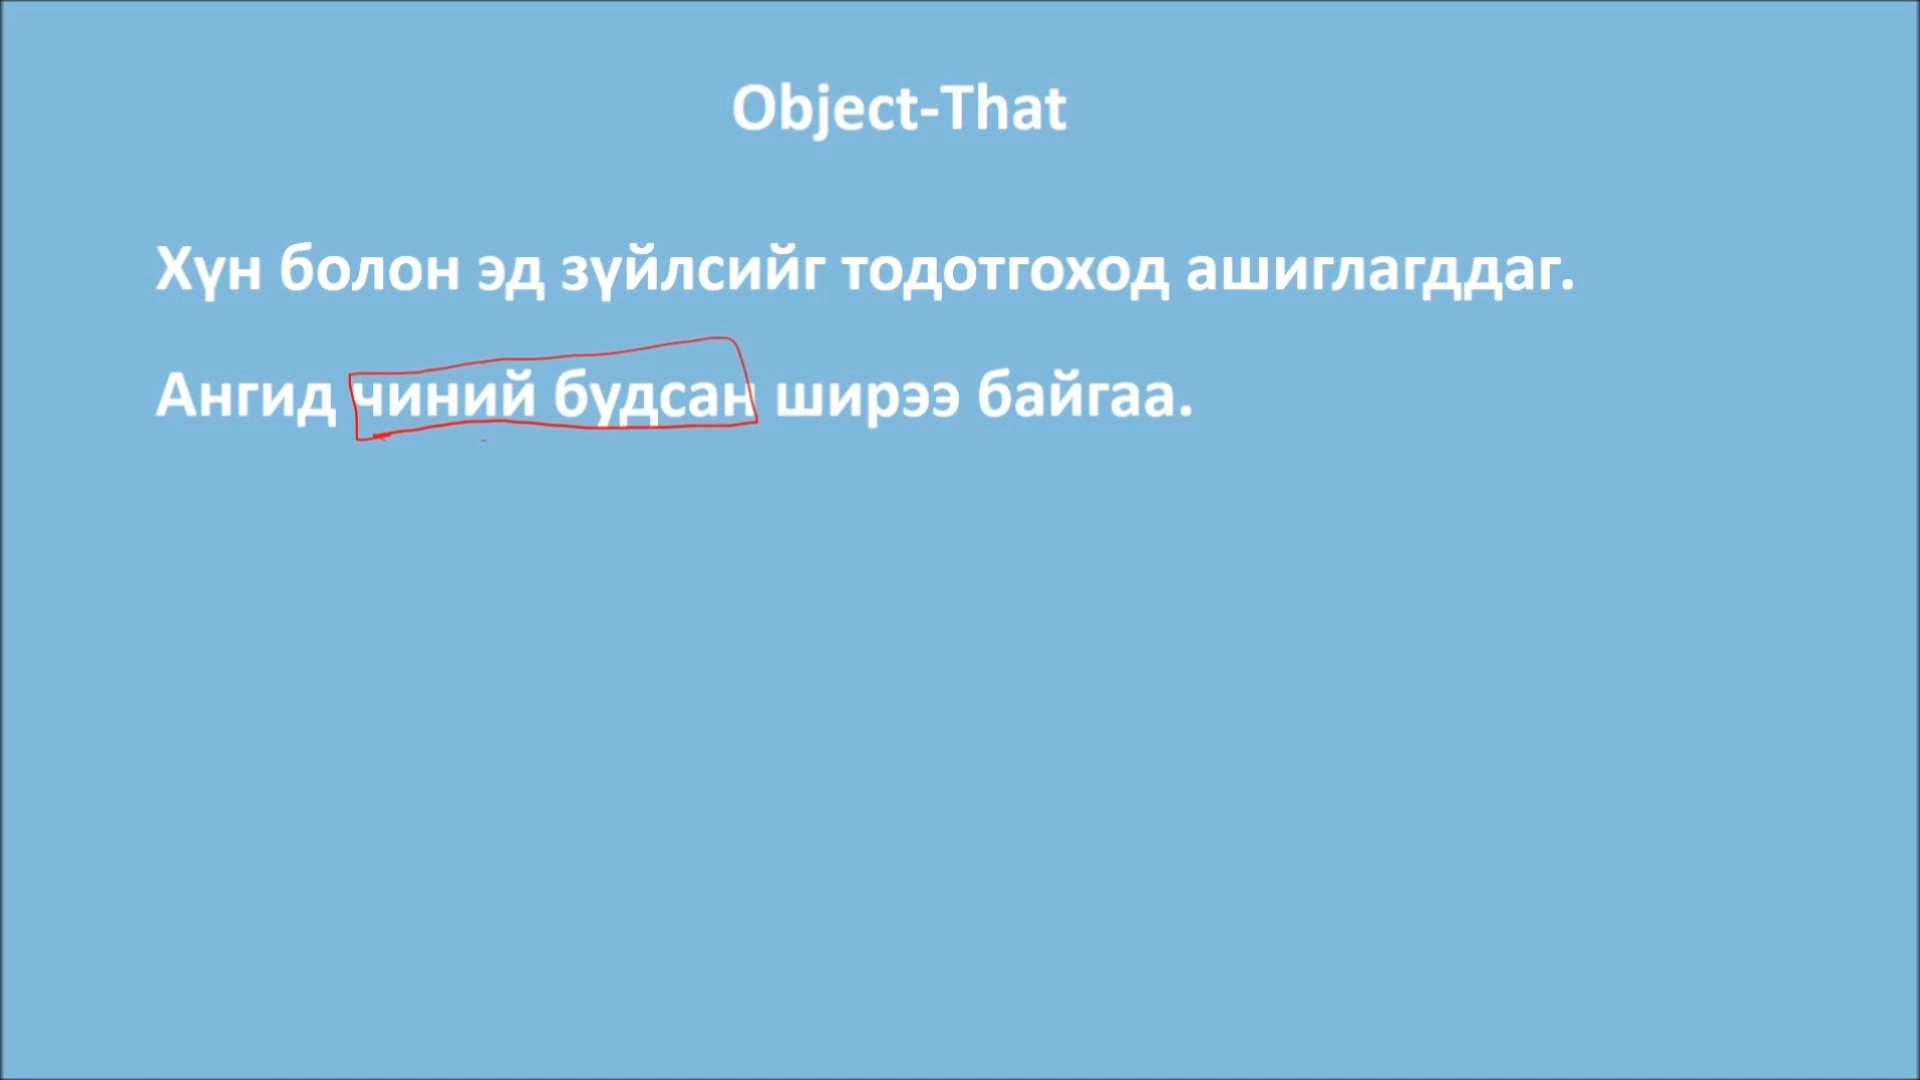 Object-That
Хүн болон эд зүйлсийг тодотгоход ашиглагддаг.
Ангид чиний будсан ширээ байгаа.